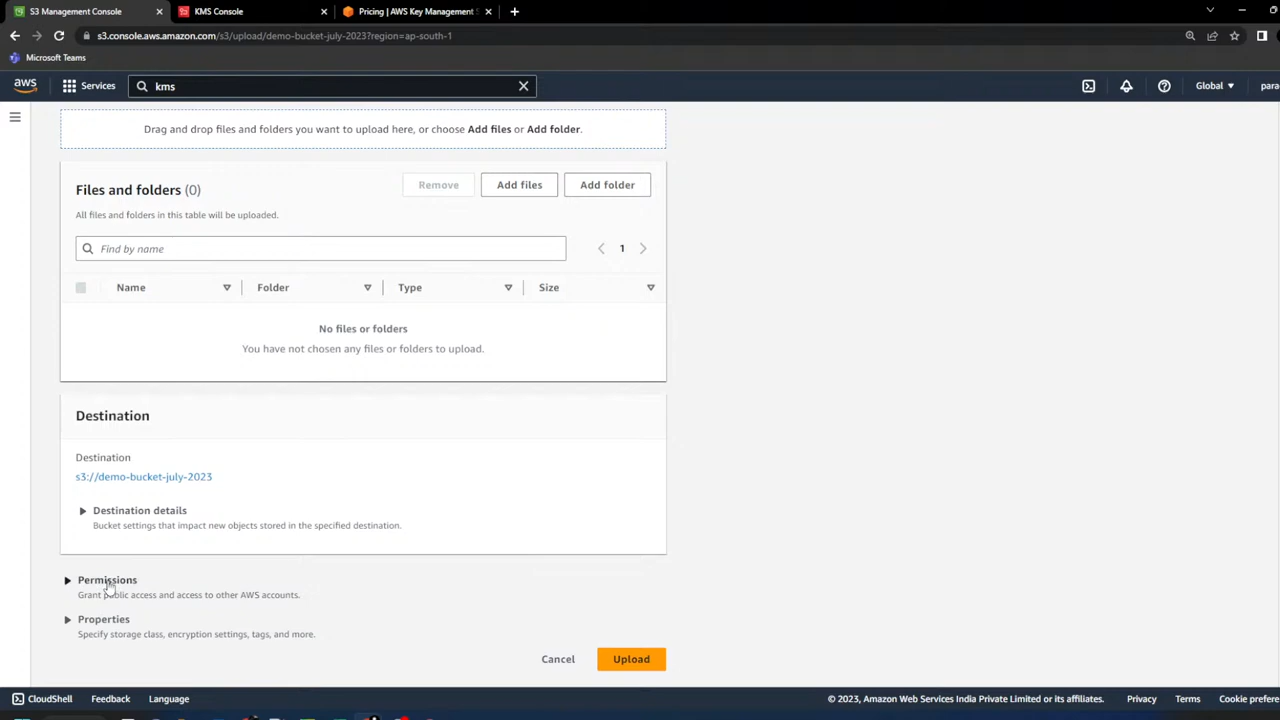 S3 Management Console
KMS Console
Pricing | AWS Key Management S
s3.console.aws.amazon.com/s3/upload/demo-bucket-july-2023?region=ap-south-1
Microsoft Teams
aws
Services
kms
Global
para
Drag and drop files and folders you want to upload here, or choose Add files or Add folder.
Files and folders (0)
Remove
Add files
Add folder
All files and folders in this table will be uploaded.
Find by name
1
Name
Folder
Type
Size
No files or folders
You have not chosen any files or folders to upload.
Destination
Destination
s3://demo-bucket-july-2023
Destination details
Bucket settings that impact new objects stored in the specified destination.
Permissions
Grant public access and access to other AWS accounts.
Properties
Specify storage class, encryption settings, tags, and more.
Cancel
Upload
CloudShell
Feedback
Language
© 2023, Amazon Web Services India Private Limited or its affiliates.
Privacy
Terms
Cookie prefere